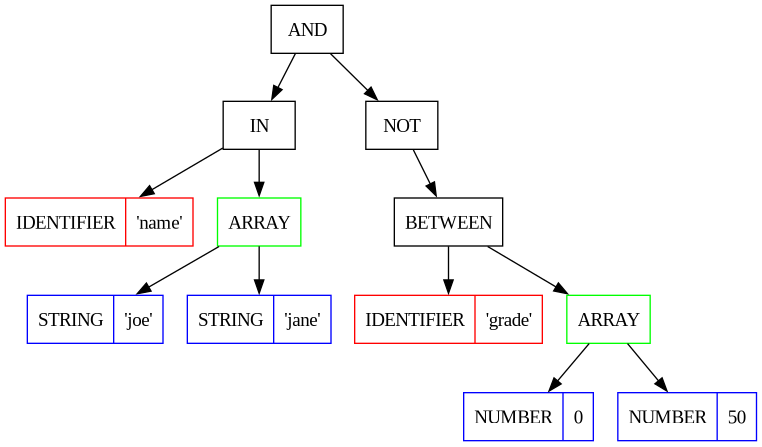 AND
IN
NOT
IDENTIFIER 'name'
ARRAY
BETWEEN
STRING 'joe'
STRING 'jane'
IDENTIFIER 'grade'
ARRAY
NUMBER 0
NUMBER 50